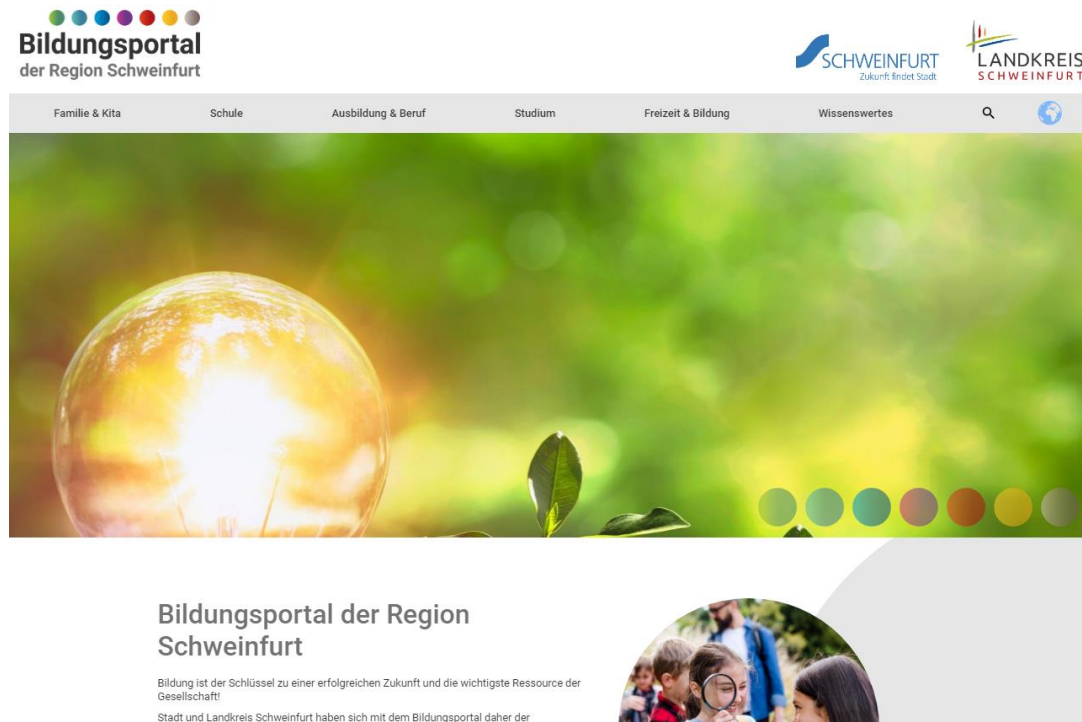 Bildungsportal
der Region Schweinfurt
SCHWEINFURT
Zukunft findet Stadt
LANDKREIS
SCHWEINFURT
Familie & Kita
Schule
Ausbildung & Beruf
Studium
Freizeit & Bildung
Wissenswertes
Bildungsportal der Region
Schweinfurt
Bildung ist der Schlüssel zu einer erfolgreichen Zukunft und die wichtigste Ressource der
Gesellschaft!
Stadt und Landkreis Schweinfurt haben sich mit dem Bildungsportal daher der